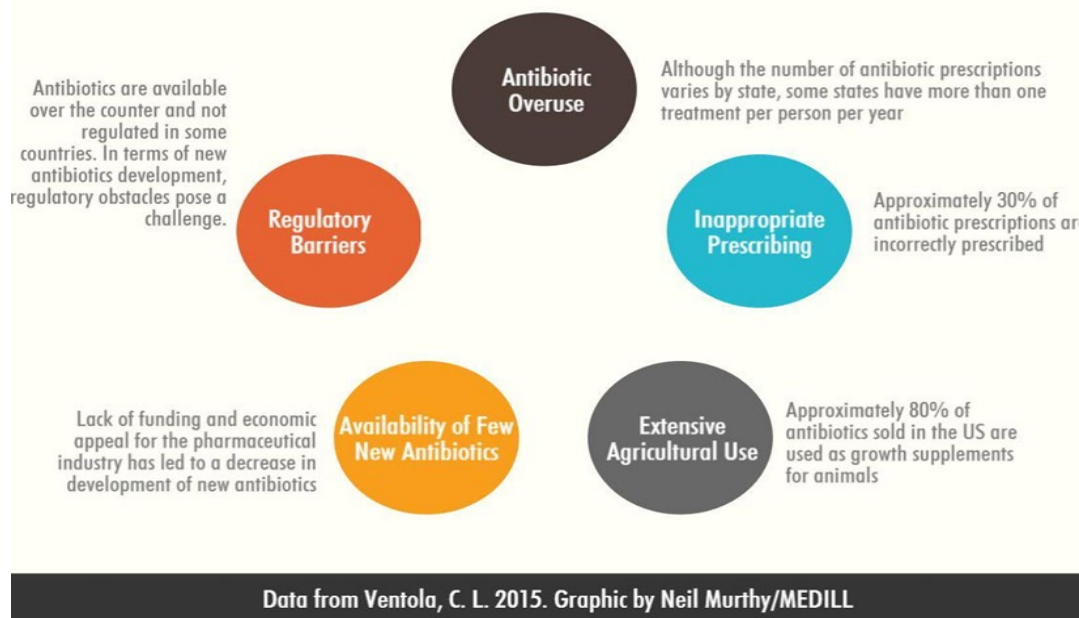 Antibiotic
Overuse
Although the number of antibiotic prescriptions
varies by state, some states have more than one
treatment per person per year
Antibiotics are available
over the counter and not
regulated in some
countries. In terms of new
antibiotics development,
regulatory obstacles pose a
challenge.
Regulatory
Barriers
Inappropriate
Prescribing
Approximately 30% of
antibiotic prescriptions ar
incorrectly prescribed
Lack of funding and economic
appeal for the pharmaceutical
industry has led to a decrease in
development of new antibiotics
Availability of Few
New Antibiotics
Extensive
Agricultural Use
Approximately 80% of
antibiotics sold in the US are
used as growth supplements
for animals
Data from Ventola, C. L. 2015. Graphic by Neil Murthy/MEDILL